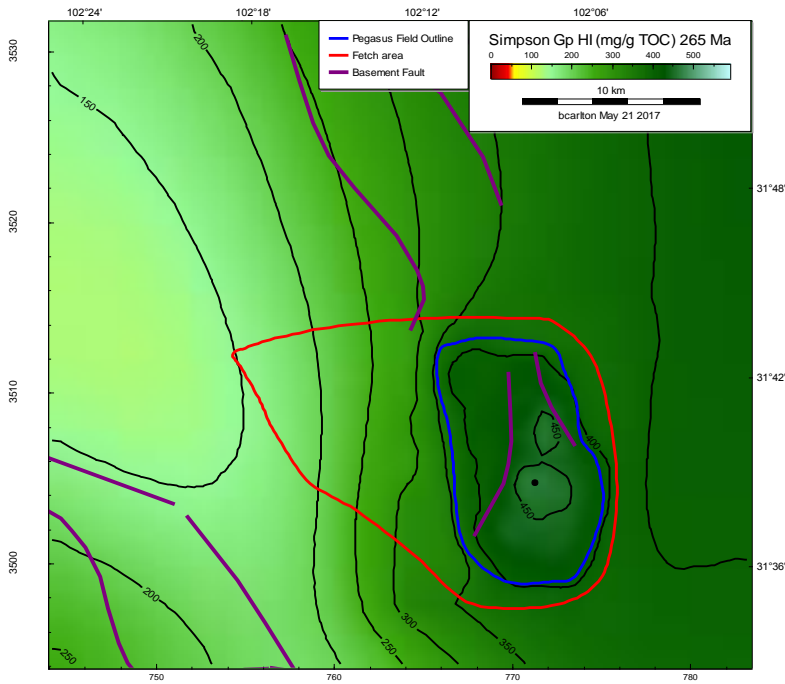 102°24' 102°18' 102°12' 102°06'
Pegasus Field Outline
Fetch area
Basement Fault
Simpson Gp HI (mg/g TOC) 265 Ma
0 100 200 300 400 500
10 km
bcarlton May 21 2017
3530
3520
3510
3500
31°48'
31°42'
31°36'
200
150
450
400
450
200
250
300
250
350
750 760 770 780